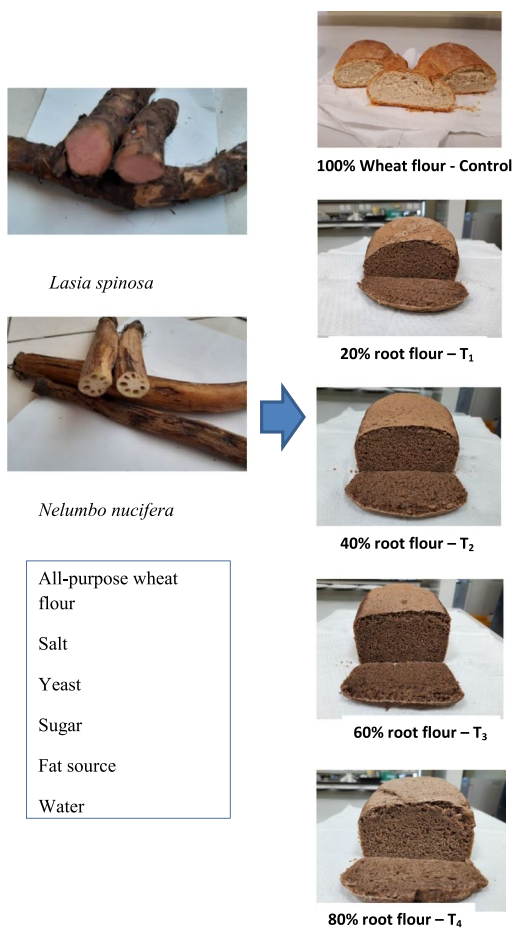 Lasia spinosa
Nelumbo nucifera
All-purpose wheat
flour
Salt
Yeast
Sugar
Fat source
Water
100% Wheat flour - Control
20% root flour – T₁
40% root flour – T₂
60% root flour – T₃
80% root flour – T₄